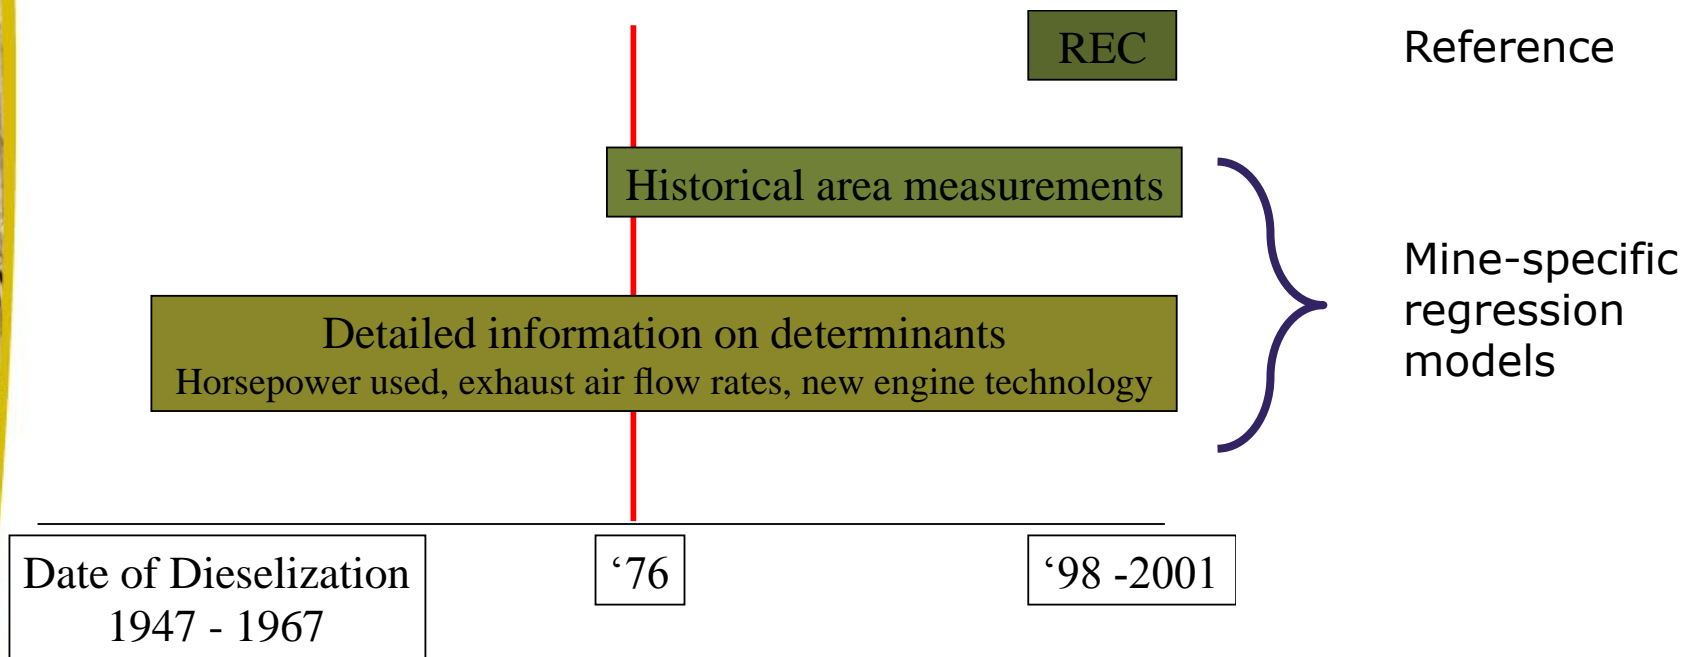 REC
Reference
Historical area measurements
Detailed information on determinants
Horsepower used, exhaust air flow rates, new engine technology
Mine-specific
regression
models
Date of Dieselization
1947 - 1967
‘76
‘98 -2001